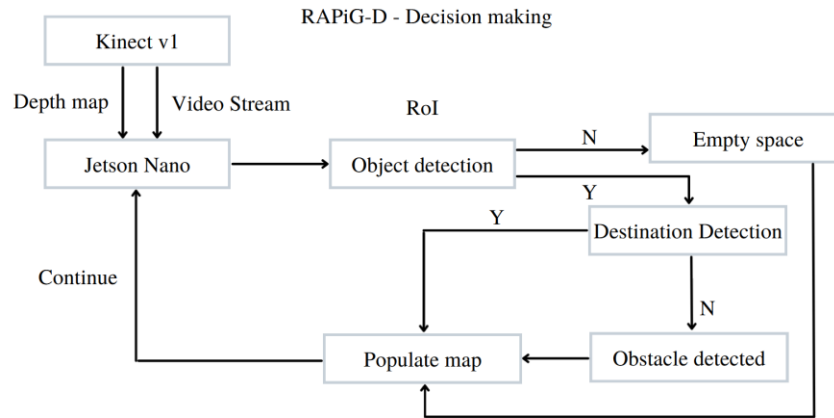 RAPiG-D - Decision making
Kinect v1
Depth map
Video Stream
RoI
N
Empty space
Jetson Nano
Object detection
Y
Y
Destination Detection
Continue
N
Populate map
Obstacle detected